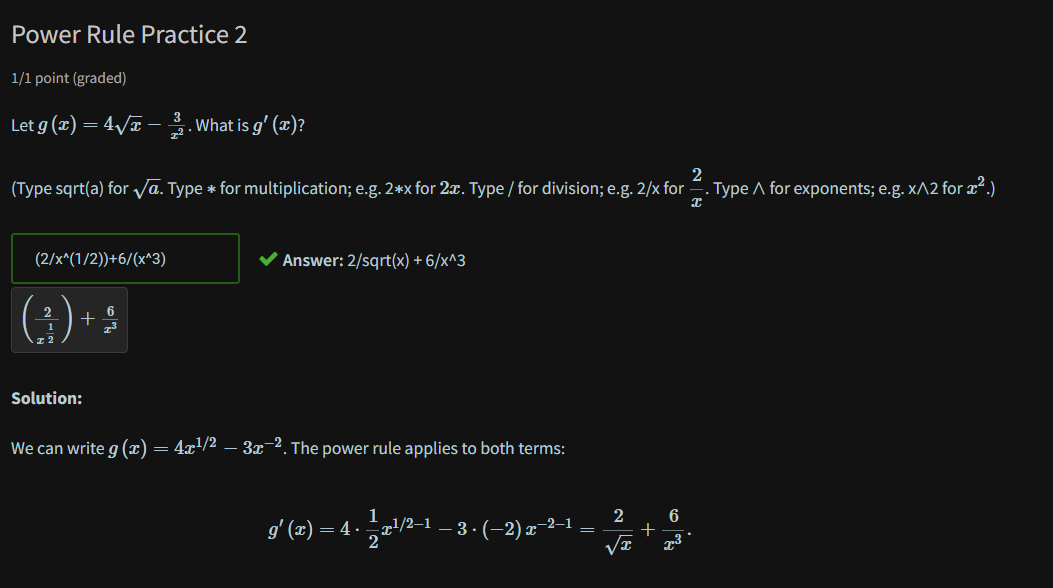 Power Rule Practice 2
1/1 point (graded)
Let g (x) = 4√x − 3/x². What is g′ (x)?
(Type sqrt(a) for √a. Type * for multiplication; e.g. 2*x for 2x. Type / for division; e.g. 2/x for 2/x. Type ∧ for exponents; e.g. x∧2 for x².)
(2/x^(1/2))+6/(x^3)
✔ Answer: 2/sqrt(x) + 6/x^3
(2/x^(1/2)) + 6/x³
Solution:
We can write g (x) = 4x^(1/2) − 3x⁻². The power rule applies to both terms:
g′ (x) = 4 · 1/2 x^(1/2−1) − 3 · (−2) x^(−2−1) = 2/√x + 6/x³.